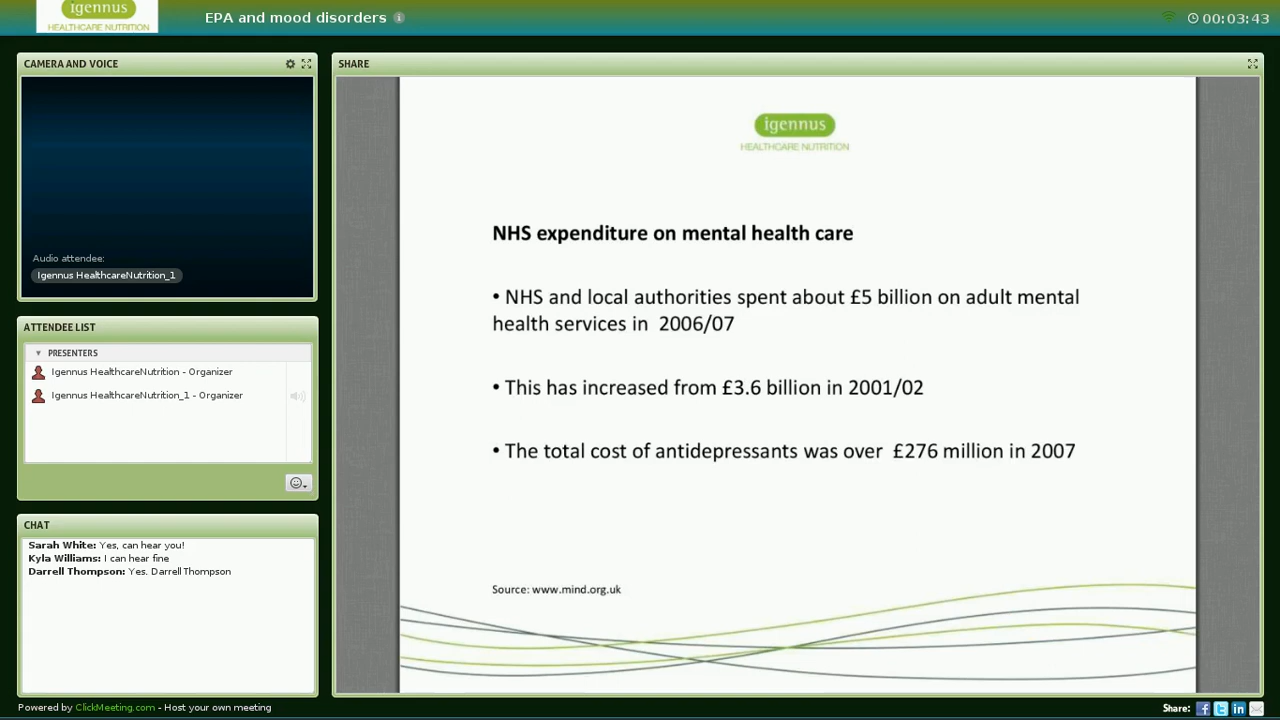 igennus
HEALTHCARE NUTRITION
EPA and mood disorders
00:03:43
CAMERA AND VOICE
Audio attendee:
Igennus HealthcareNutrition_1
ATTENDEE LIST
PRESENTERS
Igennus HealthcareNutrition - Organizer
Igennus HealthcareNutrition_1 - Organizer
CHAT
Sarah White: Yes, can hear you!
Kyla Williams: I can hear fine
Darrell Thompson: Yes. Darrell Thompson
SHARE
igennus
HEALTHCARE NUTRITION
NHS expenditure on mental health care
• NHS and local authorities spent about £5 billion on adult mental
health services in 2006/07
• This has increased from £3.6 billion in 2001/02
• The total cost of antidepressants was over £276 million in 2007
Source: www.mind.org.uk
Powered by ClickMeeting.com - Host your own meeting
Share: